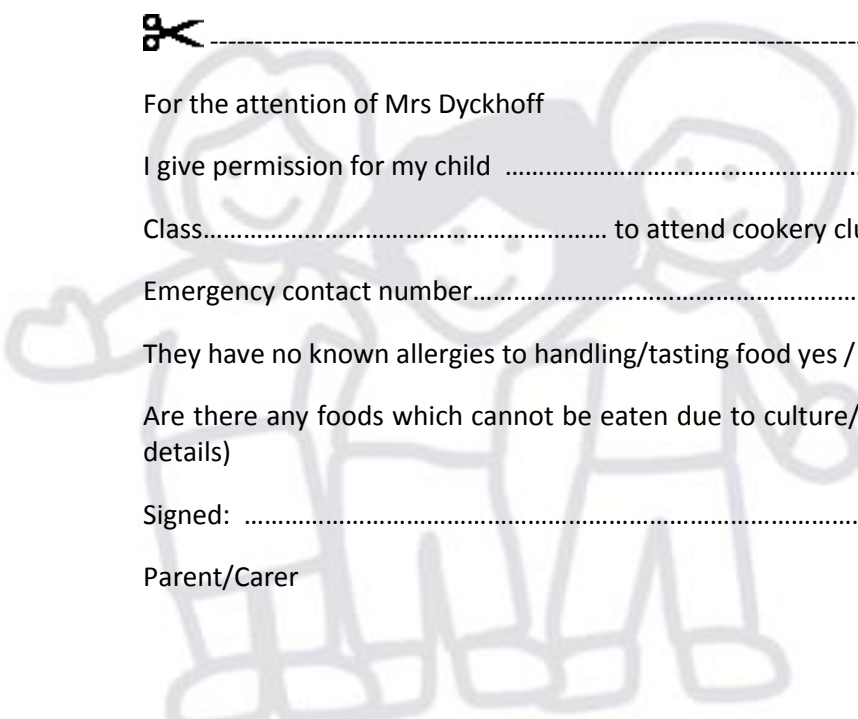 For the attention of Mrs Dyckhoff
I give permission for my child ……………………………………………
Class…………………………………………………… to attend cookery
Emergency contact number…………………………………………………
They have no known allergies to handling/tasting food yes /
Are there any foods which cannot be eaten due to culture/
details)
Signed: ………………………………………………………………………………
Parent/Carer